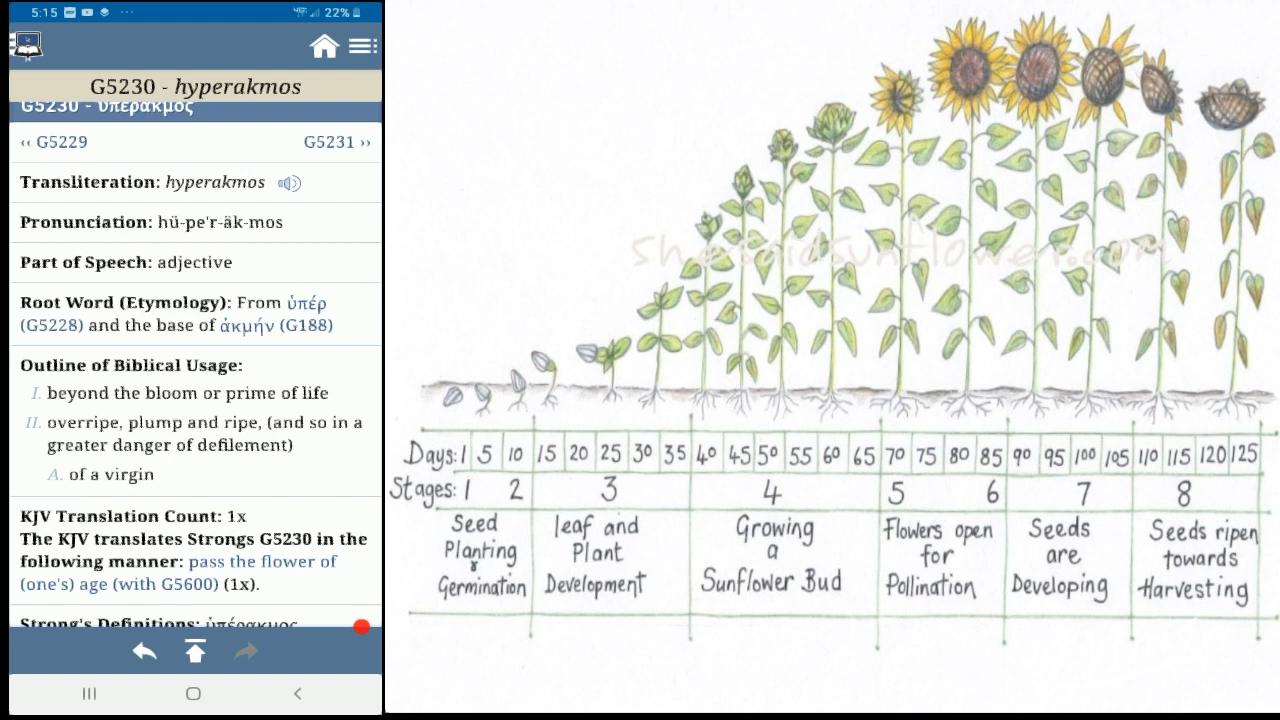 5:15
22%
G5230 - hyperakmos
G5230 - ὑπέρακμος
‹‹ G5229
G5231 ››
Transliteration: hyperakmos
Pronunciation: hü-pe'r-äk-mos
Part of Speech: adjective
Root Word (Etymology): From ὑπέρ
(G5228) and the base of ἀκμήν (G188)
Outline of Biblical Usage:
I. beyond the bloom or prime of life
II. overripe, plump and ripe, (and so in a
greater danger of defilement)
A. of a virgin
KJV Translation Count: 1x
The KJV translates Strongs G5230 in the
following manner: pass the flower of
(one's) age (with G5600) (1x).
Strong's Definitions: ὑπέρακμος
shesaidsunflower.com
Days: 1 5 10 15 20 25 30 35 40 45 50 55 60 65 70 75 80 85 90 95 100 105 110 115 120 125
Stages: 1 2 3 4 5 6 7 8
Seed
Planting
&
Germination
leaf and
Plant
Development
Growing
a
Sunflower Bud
Flowers open
for
Pollination
Seeds
are
Developing
Seeds ripen
towards
Harvesting